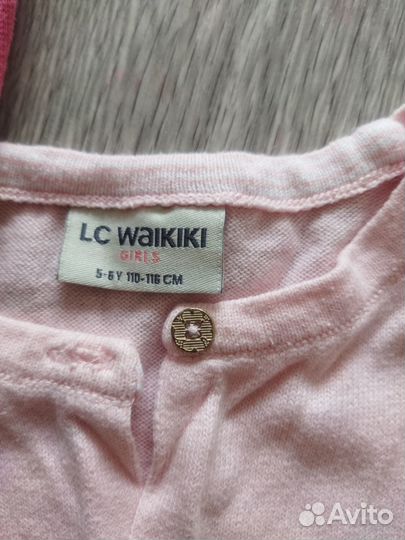 LC WAIKIKI
GIRLS
5-6 Y 110-116 CM
Avito